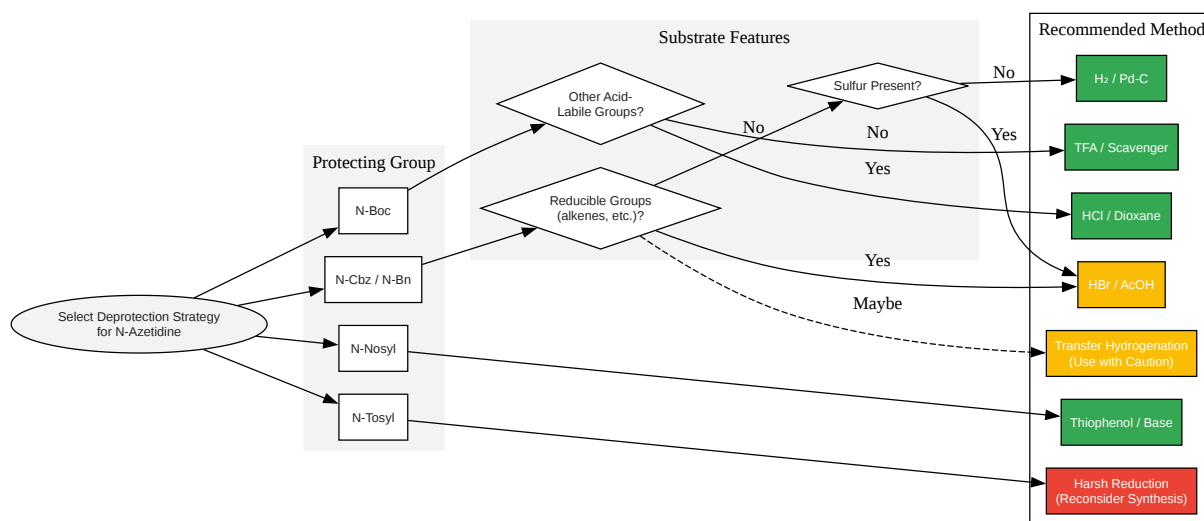 Select Deprotection Strategy
for N-Azetidine
Protecting Group
N-Boc
N-Cbz / N-Bn
N-Nosyl
N-Tosyl
Substrate Features
Other Acid-
Labile Groups?
Reducible Groups
(alkenes, etc.)?
Sulfur Present?
No
No
Yes
Yes
Maybe
No
Yes
Recommended Method
H₂ / Pd-C
TFA / Scavenger
HCl / Dioxane
HBr / AcOH
Transfer Hydrogenation
(Use with Caution)
Thiophenol / Base
Harsh Reduction
(Reconsider Synthesis)